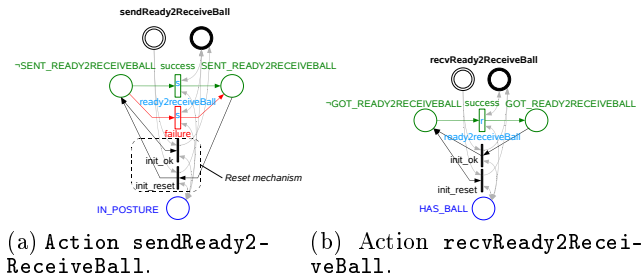 sendReady2ReceiveBall
¬SENT_READY2RECEIVEBALL success SENT_READY2RECEIVEBALL
s
ready2receiveBall
s
failure
init_ok
init_reset
Reset mechanism
IN_POSTURE
(a) Action sendReady2-
ReceiveBall.
recvReady2ReceiveBall
¬GOT_READY2RECEIVEBALL success GOT_READY2RECEIVEBALL
r
ready2receiveBall
init_ok
init_reset
HAS_BALL
(b) Action recvReady2Recei-
veBall.